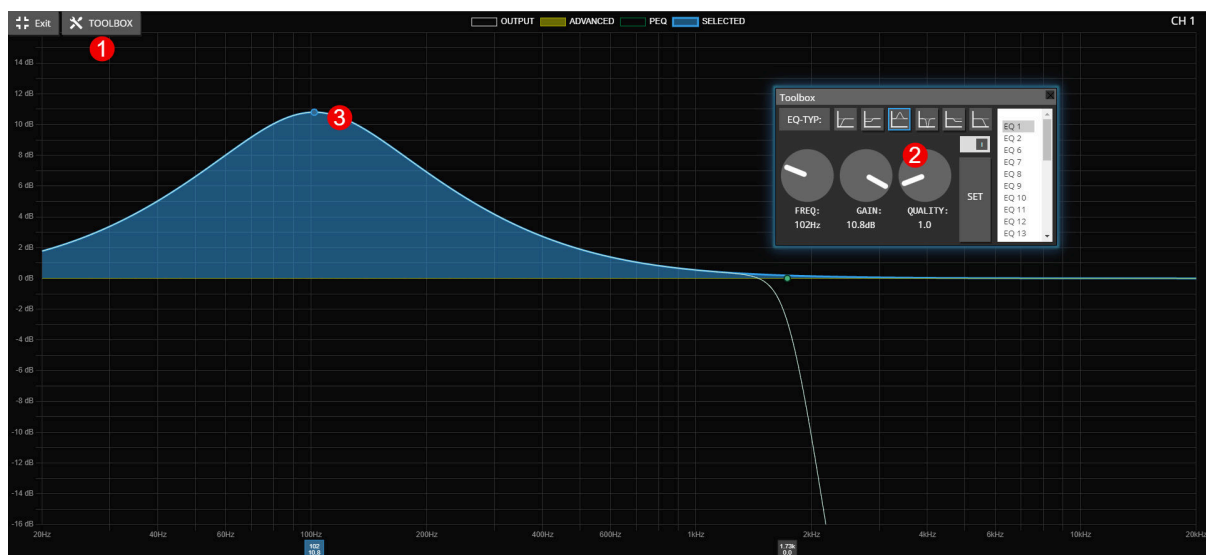 Exit TOOLBOX OUTPUT ADVANCED PEQ SELECTED CH 1
1
14 dB
12 dB
10 dB
8 dB
6 dB
4 dB
2 dB
0 dB
-2 dB
-4 dB
-6 dB
-8 dB
-10 dB
-12 dB
-14 dB
-16 dB
3
Toolbox
EQ-TYP:
2
I
FREQ: GAIN: QUALITY:
102Hz 10.8dB 1.0
SET
EQ 1
EQ 2
EQ 6
EQ 7
EQ 8
EQ 9
EQ 10
EQ 11
EQ 12
EQ 13
20Hz 40Hz 60Hz 100Hz 200Hz 400Hz 600Hz 1kHz 2kHz 4kHz 6kHz 10kHz 20kHz
102 1.73k
10.8 0.0